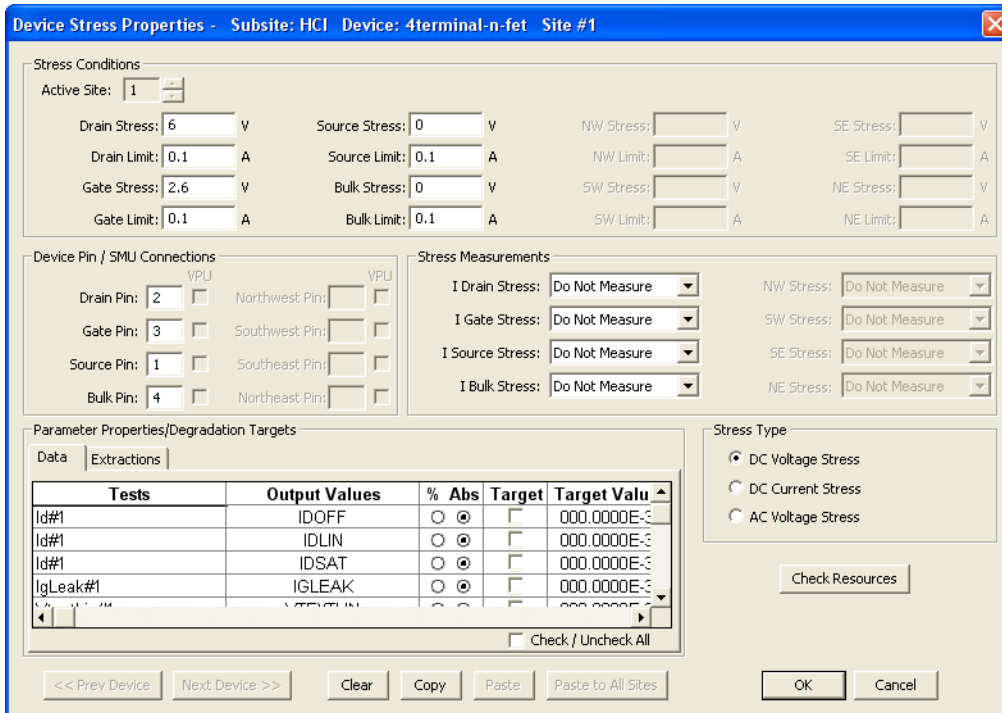 Device Stress Properties - Subsite: HCI Device: 4terminal-n-fet Site #1
Stress Conditions
Active Site: 1
Drain Stress: 6 V Source Stress: 0 V NW Stress: V SE Stress: V
Drain Limit: 0.1 A Source Limit: 0.1 A NW Limit: A SE Limit: A
Gate Stress: 2.6 V Bulk Stress: 0 V SW Stress: V NE Stress: V
Gate Limit: 0.1 A Bulk Limit: 0.1 A SW Limit: A NE Limit: A
Device Pin / SMU Connections
VPU VPU
Drain Pin: 2 Northwest Pin:
Gate Pin: 3 Southwest Pin:
Source Pin: 1 Southeast Pin:
Bulk Pin: 4 Northeast Pin:
Stress Measurements
I Drain Stress: Do Not Measure NW Stress: Do Not Measure
I Gate Stress: Do Not Measure SW Stress: Do Not Measure
I Source Stress: Do Not Measure SE Stress: Do Not Measure
I Bulk Stress: Do Not Measure NE Stress: Do Not Measure
Parameter Properties/Degradation Targets
Data Extractions
Tests Output Values % Abs Target Target Valu
Id#1 IDOFF 000.0000E-3
Id#1 IDLIN 000.0000E-3
Id#1 IDSAT 000.0000E-3
IgLeak#1 IGLEAK 000.0000E-3
Check / Uncheck All
Stress Type
DC Voltage Stress
DC Current Stress
AC Voltage Stress
Check Resources
<< Prev Device Next Device >> Clear Copy Paste Paste to All Sites OK Cancel